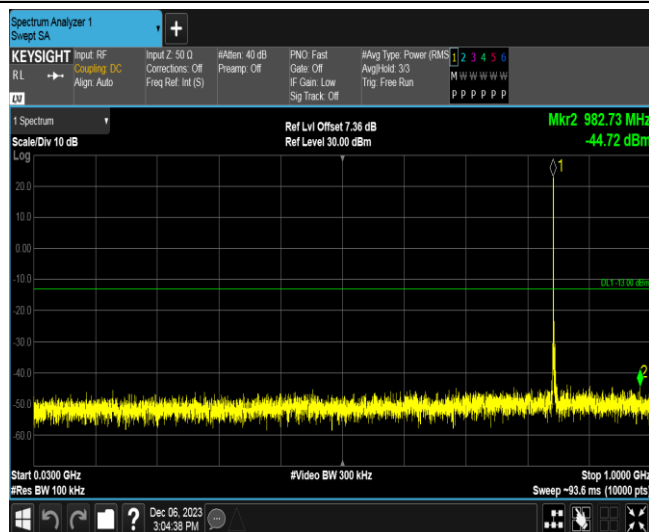 Spectrum Analyzer 1
Swept SA
+
KEYSIGHT
RL
LXI
Input: RF
Coupling: DC
Align: Auto
Input Z: 50 Ω
Corrections: Off
Freq Ref: Int (S)
#Atten: 40 dB
Preamp: Off
PNO: Fast
Gate: Off
IF Gain: Low
Sig Track: Off
#Avg Type: Power (RMS
Avg|Hold: 3/3
Trig: Free Run
1 2 3 4 5 6
M W W W W W
P P P P P P
1 Spectrum
Scale/Div 10 dB
Log
Ref Lvl Offset 7.36 dB
Ref Level 30.00 dBm
Mkr2 982.73 MHz
-44.72 dBm
1
20.0
10.0
0.00
-10.0
DL1 -13.00 dBm
-20.0
-30.0
-40.0
2
-50.0
-60.0
Start 0.0300 GHz
#Video BW 300 kHz
Stop 1.0000 GHz
#Res BW 100 kHz
Sweep ~93.6 ms (10000 pts)
?
Dec 06, 2023
3:04:38 PM